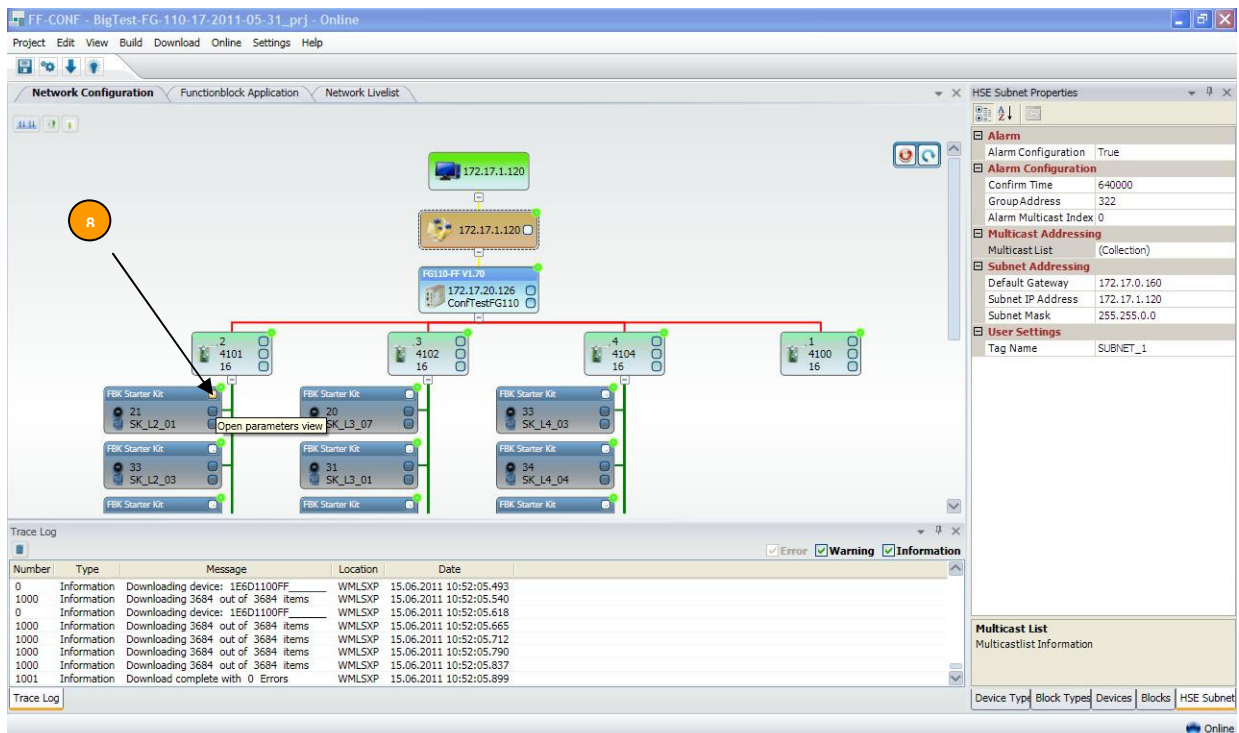 FF-CONF - BigTest-FG-110-17-2011-05-31_prj - Online
Project Edit View Build Download Online Settings Help
Network Configuration Functionblock Application Network Livelist
172.17.1.120
172.17.1.120
FG110-FF V1.70
172.17.20.126
ConfTestFG110
2
4101
16
3
4102
16
4
4104
16
1
4100
16
8
FBK Starter Kit
21
SK_L2_01
Open parameters view
FBK Starter Kit
20
SK_L3_07
FBK Starter Kit
33
SK_L4_03
FBK Starter Kit
33
SK_L2_03
FBK Starter Kit
31
SK_L3_01
FBK Starter Kit
34
SK_L4_04
FBK Starter Kit
FBK Starter Kit
FBK Starter Kit
Trace Log
Error Warning Information
Number Type Message Location Date
0 Information Downloading device: 1E6D1100FF_______ WMLSXP 15.06.2011 10:52:05.493
1000 Information Downloading 3684 out of 3684 items WMLSXP 15.06.2011 10:52:05.540
0 Information Downloading device: 1E6D1100FF_______ WMLSXP 15.06.2011 10:52:05.618
1000 Information Downloading 3684 out of 3684 items WMLSXP 15.06.2011 10:52:05.665
1000 Information Downloading 3684 out of 3684 items WMLSXP 15.06.2011 10:52:05.712
1000 Information Downloading 3684 out of 3684 items WMLSXP 15.06.2011 10:52:05.790
1000 Information Downloading 3684 out of 3684 items WMLSXP 15.06.2011 10:52:05.837
1001 Information Download complete with 0 Errors WMLSXP 15.06.2011 10:52:05.899
Trace Log
HSE Subnet Properties
Alarm
Alarm Configuration True
Alarm Configuration
Confirm Time 640000
GroupAddress 322
Alarm Multicast Index 0
Multicast Addressing
Multicast List (Collection)
Subnet Addressing
Default Gateway 172.17.0.160
Subnet IP Address 172.17.1.120
Subnet Mask 255.255.0.0
User Settings
Tag Name SUBNET_1
Multicast List
Multicastlist Information
Device Type Block Types Devices Blocks HSE Subnet
Online